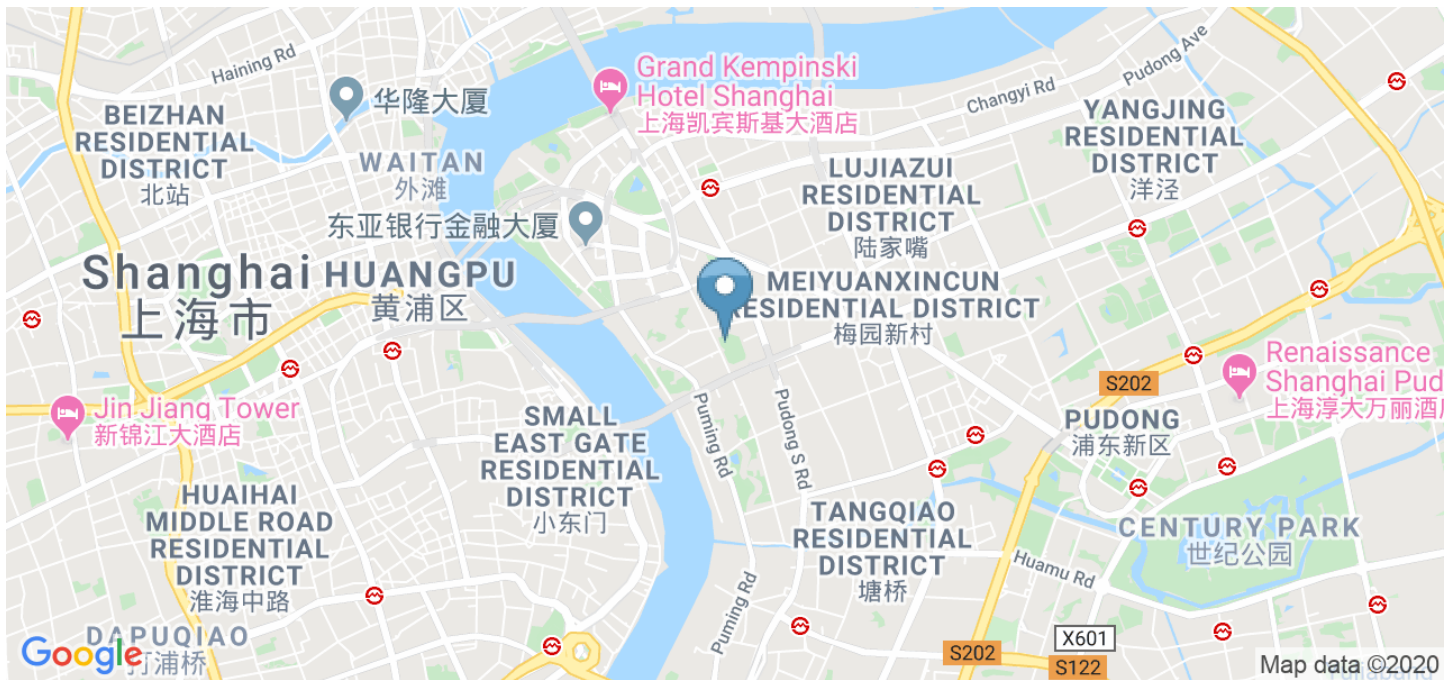 Haining Rd
BEIZHAN
RESIDENTIAL
DISTRICT
北站
华隆大厦
WAITAN
外滩
Grand Kempinski
Hotel Shanghai
上海凯宾斯基大酒店
Changyi Rd
Pudong Ave
YANGJING
RESIDENTIAL
DISTRICT
洋泾
LUJIAZUI
RESIDENTIAL
DISTRICT
陆家嘴
东亚银行金融大厦
Shanghai
上海市
HUANGPU
黄浦区
MEIYUANXINCUN
RESIDENTIAL DISTRICT
梅园新村
Jin Jiang Tower
新锦江大酒店
SMALL
EAST GATE
RESIDENTIAL
DISTRICT
小东门
Puming Rd
Pudong S Rd
S202
Renaissance
Shanghai Pud
上海淳大万丽酒店
PUDONG
浦东新区
HUAIHAI
MIDDLE ROAD
RESIDENTIAL
DISTRICT
淮海中路
TANGQIAO
RESIDENTIAL
DISTRICT
塘桥
CENTURY PARK
世纪公园
Huamu Rd
Puming Rd
DAPUQIAO
打浦桥
Google
S202
X601
S122
Map data ©2020